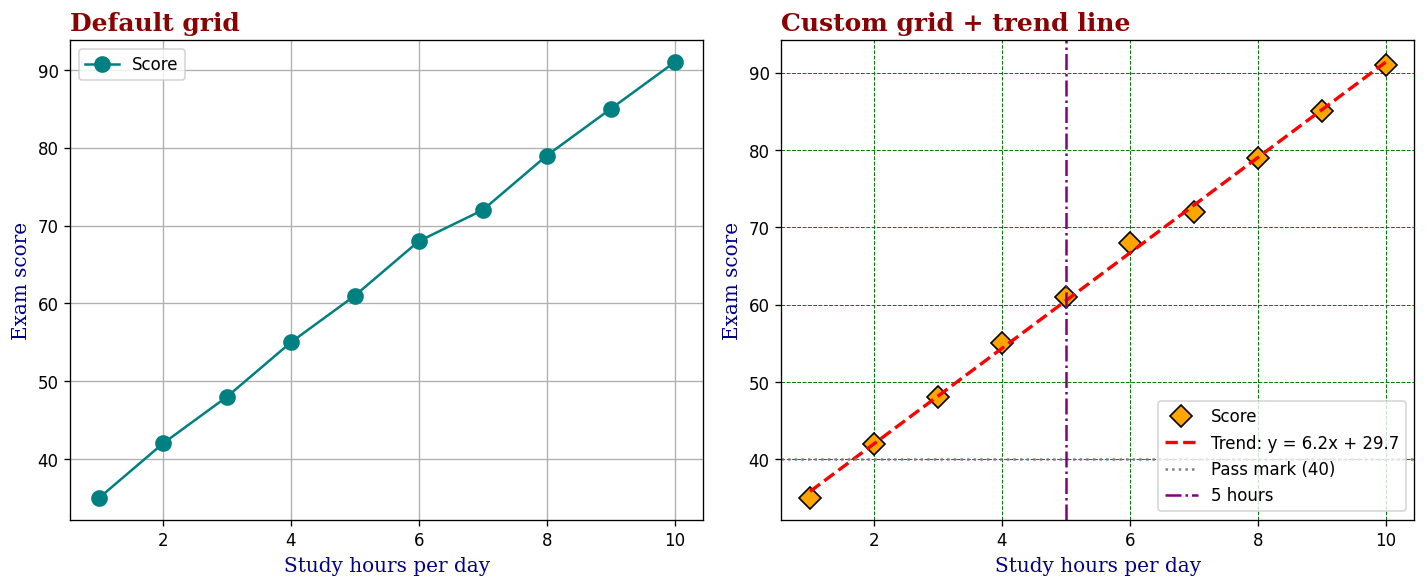 Default grid
Score
90
80
70
60
50
40
Exam score
2
4
6
8
10
Study hours per day
Custom grid + trend line
90
80
70
60
50
40
Exam score
Score
Trend: y = 6.2x + 29.7
Pass mark (40)
5 hours
2
4
6
8
10
Study hours per day